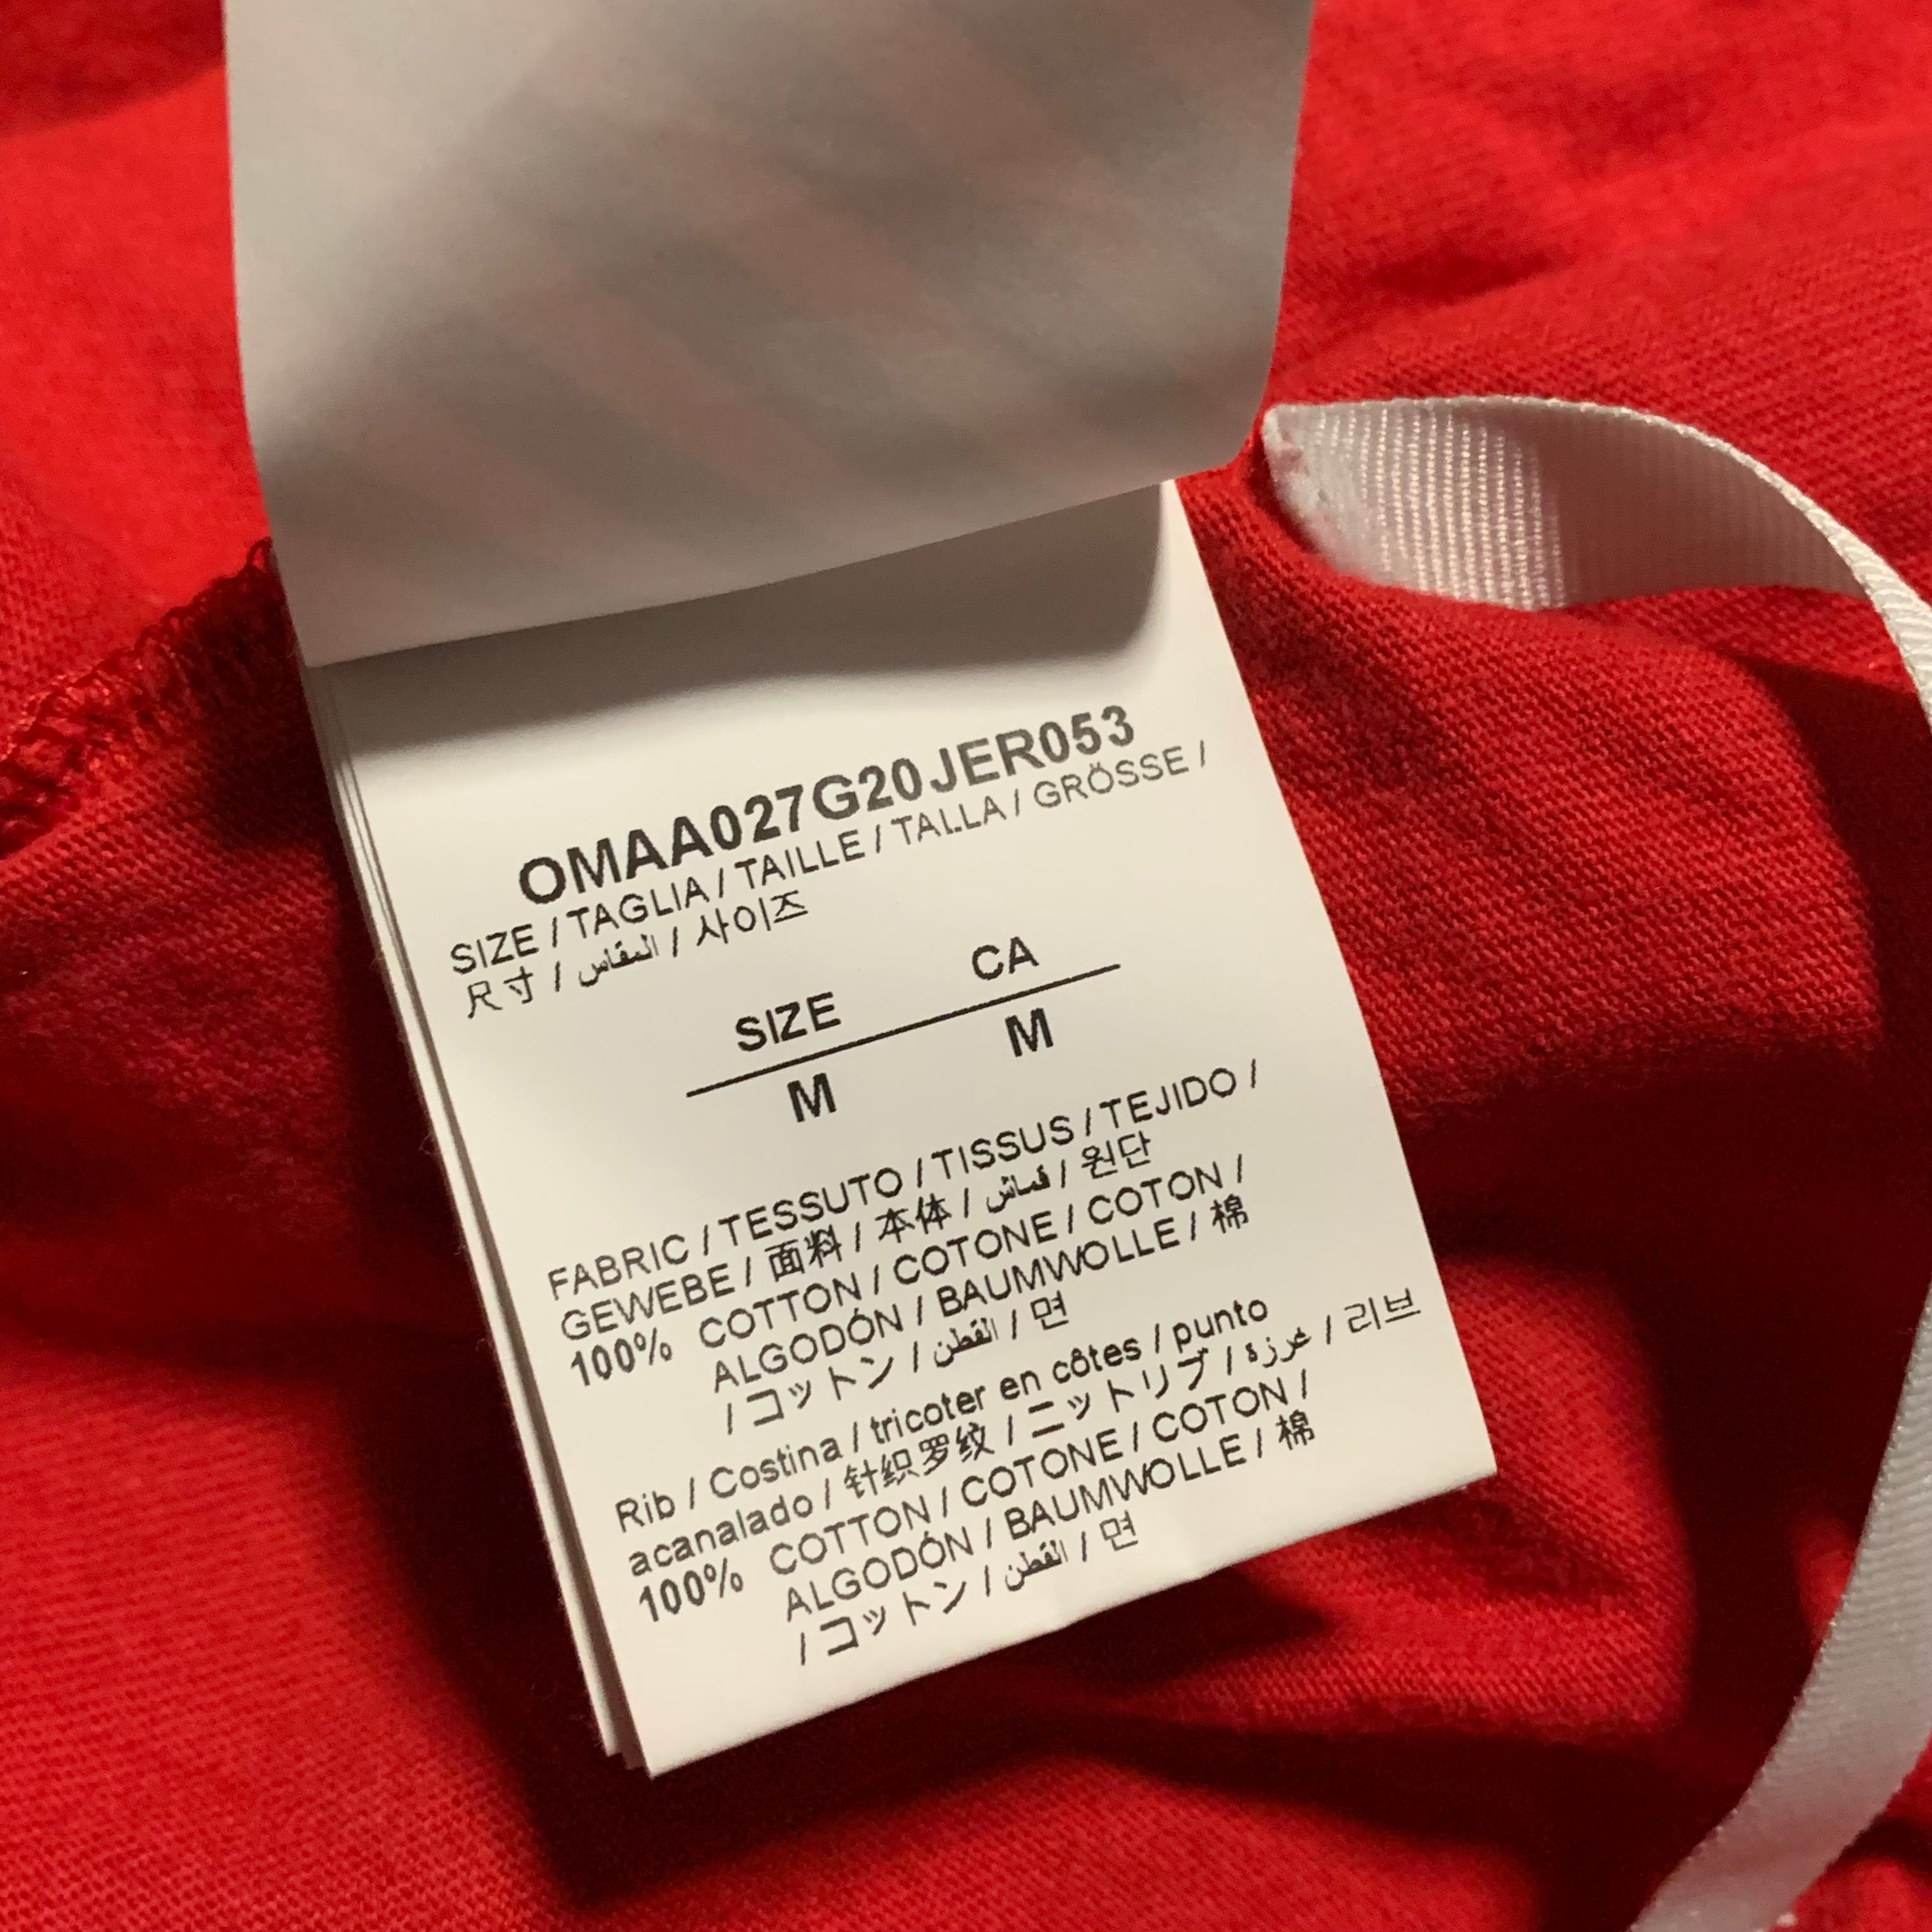 OMAA027G20JER053
SIZE / TAGLIA / TAILLE / TALLA / GRÖSSE /
尺寸 / المقاس / 사이즈
SIZE CA
M M
FABRIC / TESSUTO / TISSUS / TEJIDO /
GEWEBE / 面料 / 本体 / قماش / 원단
100% COTTON / COTONE / COTON /
ALGODÓN / BAUMWOLLE / 棉
/ コットン / القطن / 면
Rib / Costina / tricoter en côtes / punto
acanalado / 针织罗纹 / ニットリブ / غرزة / 리브
100% COTTON / COTONE / COTON /
ALGODÓN / BAUMWOLLE / 棉
/ コットン / القطن / 면